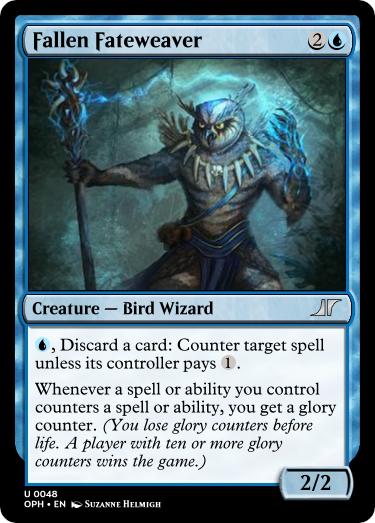 Fallen Fateweaver 2
Creature — Bird Wizard
, Discard a card: Counter target spell
unless its controller pays 1.
Whenever a spell or ability you control
counters a spell or ability, you get a glory
counter. (You lose glory counters before
life. A player with ten or more glory
counters wins the game.)
2/2
U 0048
OPH • EN Suzanne Helmigh